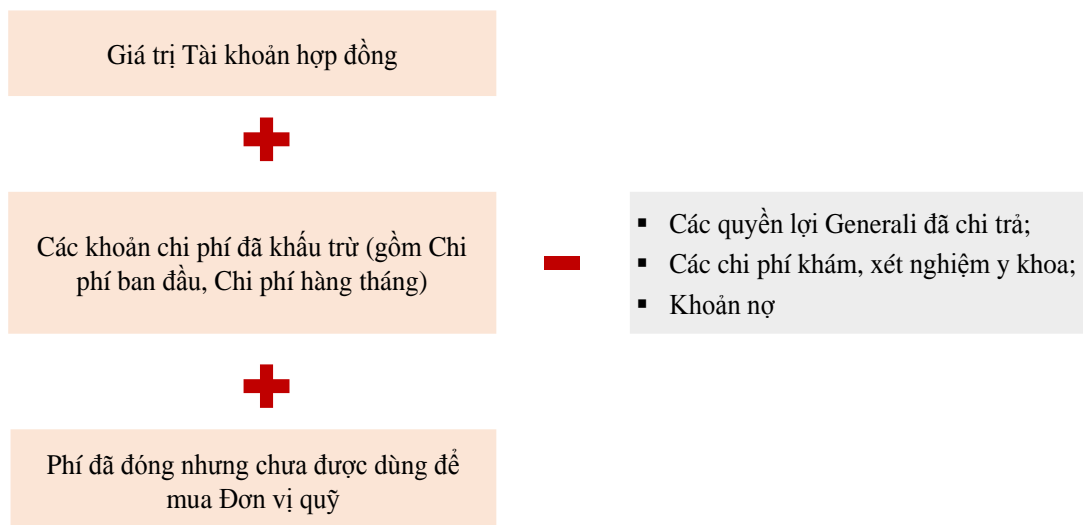 Giá trị Tài khoản hợp đồng
Các khoản chi phí đã khấu trừ (gồm Chi
phí ban đầu, Chi phí hàng tháng)
▪ Các quyền lợi Generali đã chi trả;
▪ Các chi phí khám, xét nghiệm y khoa;
▪ Khoản nợ
Phí đã đóng nhưng chưa được dùng để
mua Đơn vị quỹ